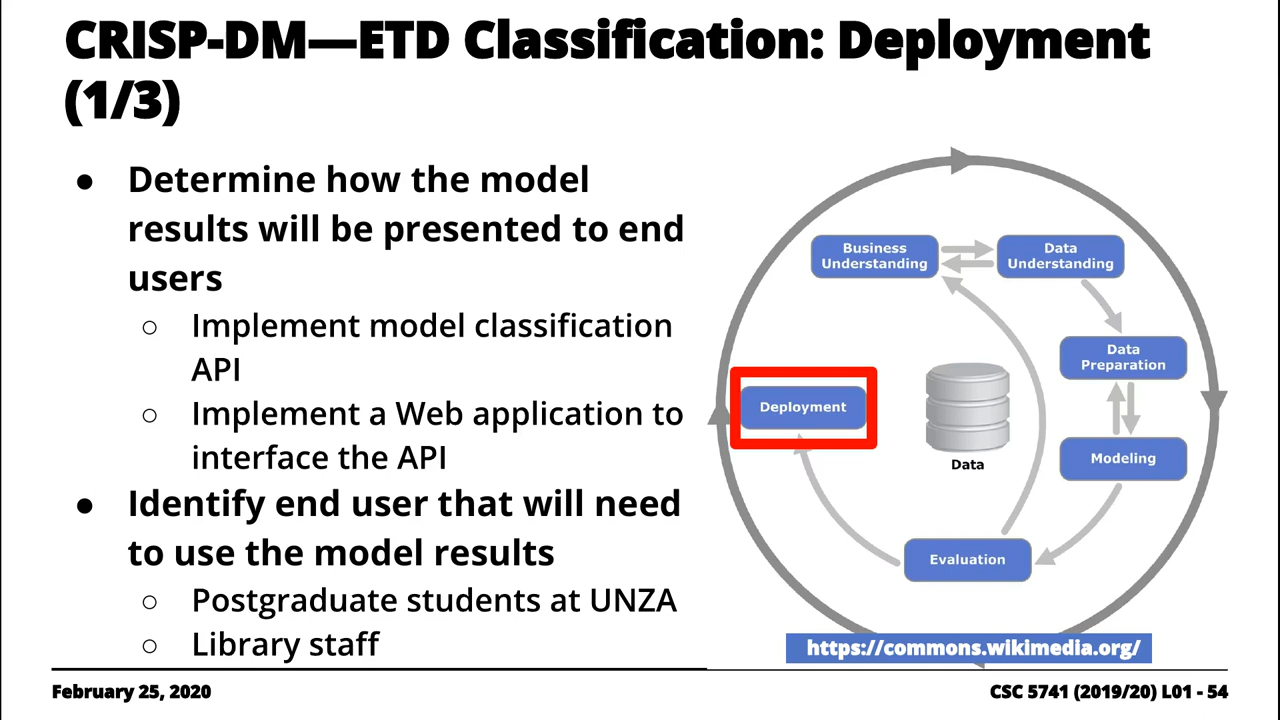 CRISP-DM—ETD Classification: Deployment
(1/3)
● Determine how the model
results will be presented to end
users
○ Implement model classification
API
○ Implement a Web application to
interface the API
● Identify end user that will need
to use the model results
○ Postgraduate students at UNZA
○ Library staff
Business
Understanding
Data
Understanding
Data
Preparation
Deployment
Data
Modeling
Evaluation
https://commons.wikimedia.org/
February 25, 2020
CSC 5741 (2019/20) L01 - 54